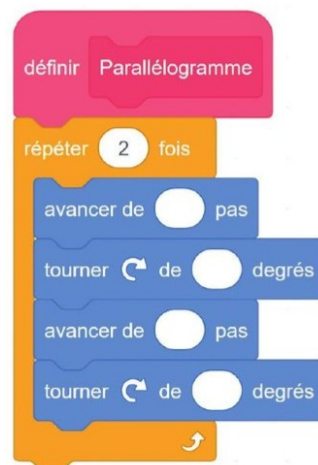 définir Parallélogramme
répéter 2 fois
avancer de pas
tourner de degrés
avancer de pas
tourner de degrés